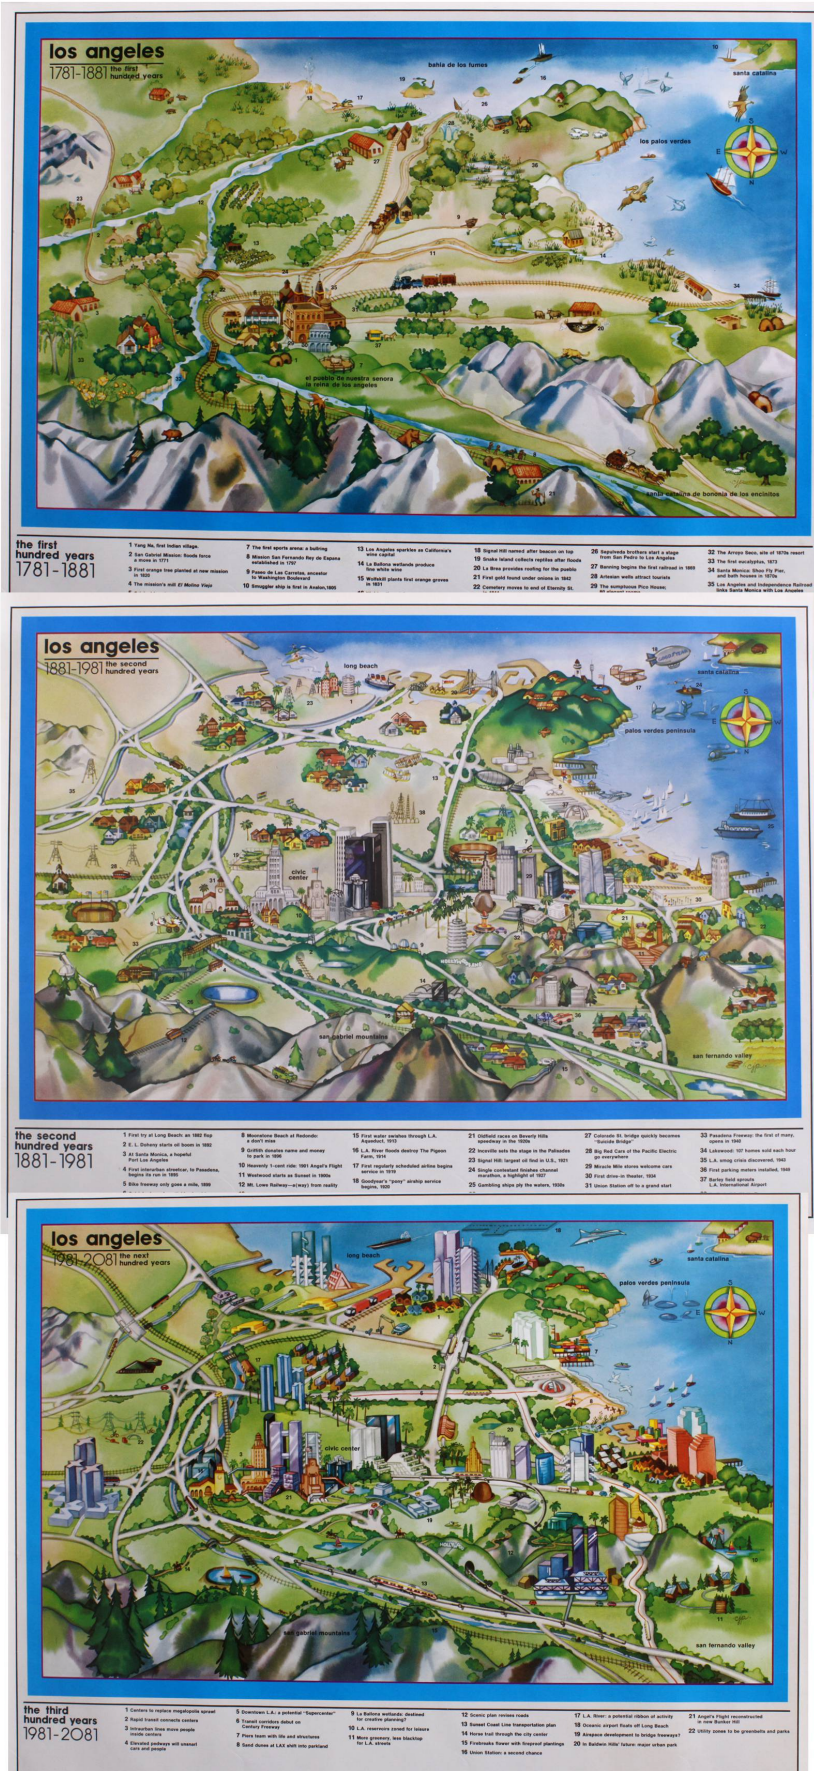 los angeles
1781-1881 the first
hundred years
bahia de los fumos
santa catalina
los palos verdes
el pueblo de nuestra senora
la reina de los angeles
santa catalina de bononia de los encinitos
the first
hundred years
1781-1881
1 Yang Na, first Indian village.
2 San Gabriel Mission: floods force
a move in 1771
3 First orange tree planted at new mission
in 1820
4 The mission's mill El Molino Viejo
7 The first sports arena: a bullring
8 Mission San Fernando Rey de Espana
established in 1797
9 Paseo de Las Carretas, ancestor
to Washington Boulevard
10 Smuggler ship is first in Avalon, 1805
13 Los Angeles sparkles as California's
wine capital
14 La Ballona wetlands produce
fine white wine
15 Wolfskill plants first orange groves
in 1831
18 Signal Hill named after beacon on top
19 Snake Island collects reptiles after floods
20 La Brea provides roofing for the pueblo
21 First gold found under onions in 1842
22 Cemetery moves to end of Eternity St.
26 Sepulveda brothers start a stage
from San Pedro to Los Angeles
27 Banning begins the first railroad in 1869
28 Artesian wells attract tourists
29 The sumptuous Pico House:
32 The Arroyo Seco, site of 1870s resort
33 The first eucalyptus, 1873
34 Santa Monica: Shoo Fly Pier,
and bath houses in 1870s
35 Los Angeles and Independence Railroad
links Santa Monica with Los Angeles
los angeles
1881-1981 the second
hundred years
long beach
santa catalina
palos verdes peninsula
civic
center
san gabriel mountains
san fernando valley
the second
hundred years
1881-1981
1 First try at Long Beach: an 1882 flop
2 E. L. Doheny starts oil boom in 1892
3 At Santa Monica, a hopeful
Port Los Angeles
4 First interurban streetcar, to Pasadena,
begins its run in 1895
5 Bike freeway only goes a mile, 1899
8 Moonstone Beach at Redondo:
a don't miss
9 Griffith donates name and money
to park in 1896
10 Heavenly 1-cent ride: 1901 Angel's Flight
11 Westwood starts as Sunset in 1900s
12 Mt. Lowe Railway—a(way) from reality
15 First water swishes through L.A.
Aqueduct, 1913
16 L.A. River floods destroy The Pigeon
Farm, 1914
17 First regularly scheduled airline begins
service in 1919
18 Goodyear's "pony" airship service
begins, 1920
21 Oldfield races on Beverly Hills
speedway in the 1920s
22 Inceville sets the stage in the Palisades
23 Signal Hill: largest oil find in U.S., 1921
24 Single contestant finishes channel
marathon, a highlight of 1927
25 Gambling ships ply the waters, 1930s
27 Colorado St. bridge quickly becomes
"Suicide Bridge"
28 Big Red Cars of the Pacific Electric
go everywhere
29 Miracle Mile stores welcome cars
30 First drive-in theater, 1934
31 Union Station off to a grand start
33 Pasadena Freeway: the first of many,
opens in 1940
34 Lakewood: 107 homes sold each hour
35 L.A. smog crisis discovered, 1943
36 First parking meters installed, 1949
37 Barley field sprouts
L.A. International Airport
los angeles
1981-2081 the next
hundred years
long beach
santa catalina
palos verdes peninsula
civic center
san gabriel mountains
san fernando valley
the third
hundred years
1981-2081
1 Centers to replace megalopolis sprawl
2 Rapid transit connects centers
3 Intraurban lines move people
inside centers
4 Elevated pedways will unsnarl
cars and people
5 Downtown L.A.: a potential "Supercenter"
6 Transit corridors debut on
Century Freeway
7 Piers team with life and structures
8 Sand dunes at LAX shift into parkland
9 La Ballona wetlands: destined
for creative planning?
10 L.A. reservoirs zoned for leisure
11 More greenery, less blacktop
for L.A. streets
12 Scenic plan revises roads
13 Sunset Coast Line transportation plan
14 Horse trail through the city center
15 Firebreaks flower with fireproof plantings
16 Union Station: a second chance
17 L.A. River: a potential ribbon of activity
18 Oceanic airport floats off Long Beach
19 Airspace development to bridge freeways?
20 In Baldwin Hills' future: major urban park
21 Angel's Flight reconstructed
in new Bunker Hill
22 Utility zones to be greenbelts and parks